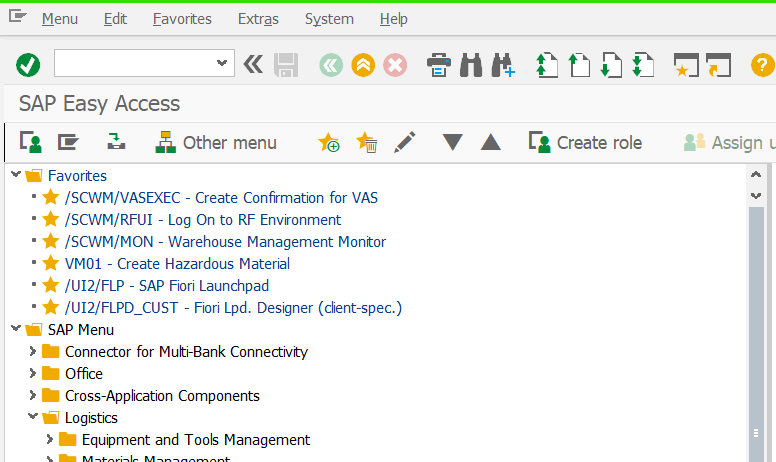 Menu Edit Favorites Extras System Help
SAP Easy Access
Other menu Create role Assign u
Favorites
/SCWM/VASEXEC - Create Confirmation for VAS
/SCWM/RFUI - Log On to RF Environment
/SCWM/MON - Warehouse Management Monitor
VM01 - Create Hazardous Material
/UI2/FLP - SAP Fiori Launchpad
/UI2/FLPD_CUST - Fiori Lpd. Designer (client-spec.)
SAP Menu
Connector for Multi-Bank Connectivity
Office
Cross-Application Components
Logistics
Equipment and Tools Management
Materials Management